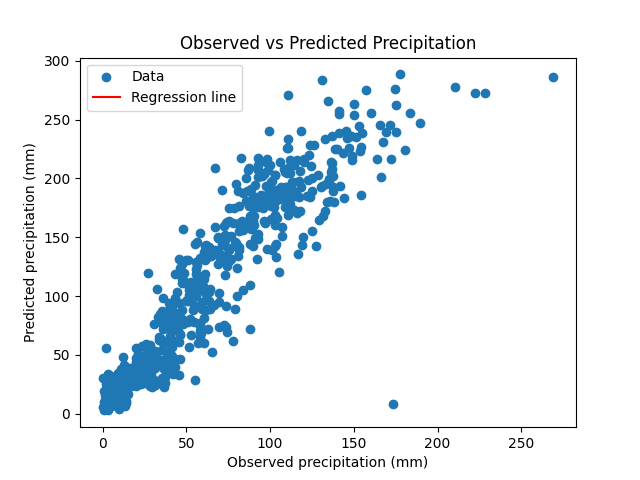 Observed vs Predicted Precipitation
Data
Regression line
300
250
200
150
100
50
0
Predicted precipitation (mm)
0 50 100 150 200 250
Observed precipitation (mm)